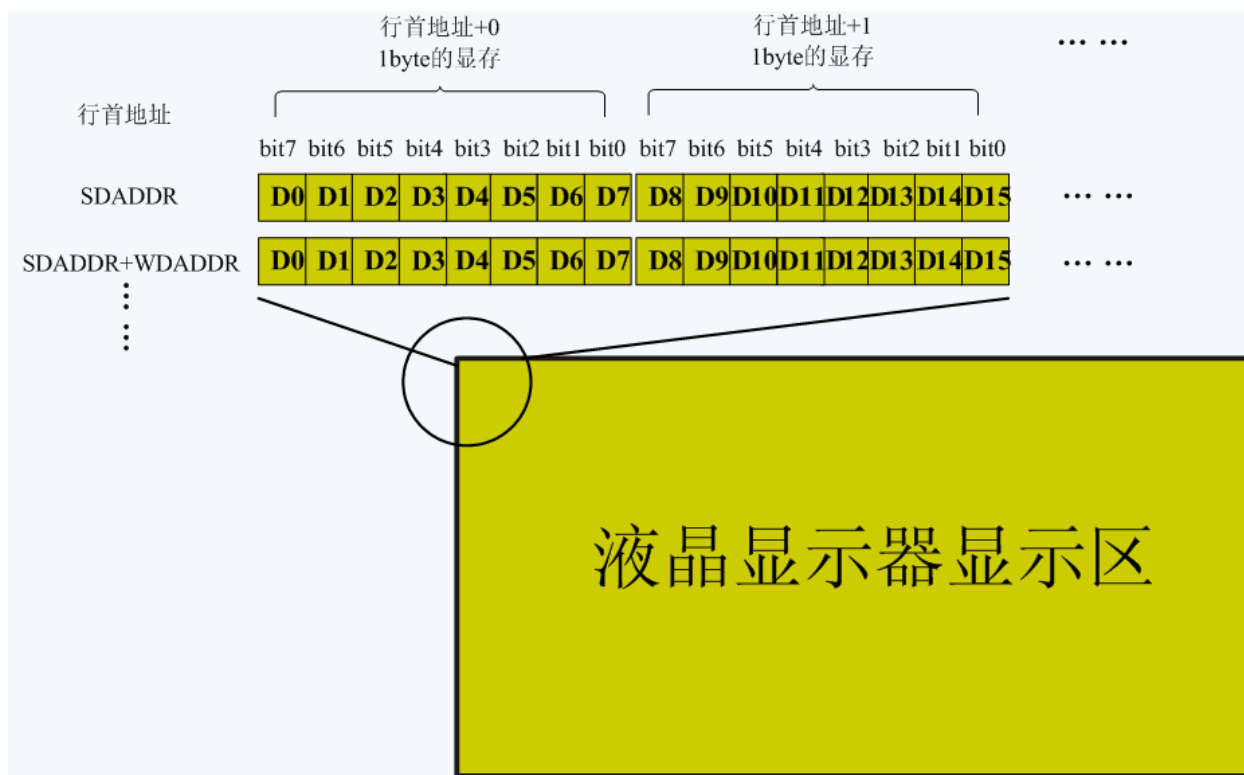 行首地址+0
1byte的显存
行首地址+1
1byte的显存
... ...
行首地址
bit7 bit6 bit5 bit4 bit3 bit2 bit1 bit0 bit7 bit6 bit5 bit4 bit3 bit2 bit1 bit0
SDADDR D0 D1 D2 D3 D4 D5 D6 D7 D8 D9 D10 D11 D12 D13 D14 D15 ... ...
SDADDR+WDADDR D0 D1 D2 D3 D4 D5 D6 D7 D8 D9 D10 D11 D12 D13 D14 D15 ... ...
... ...
液晶显示器显示区